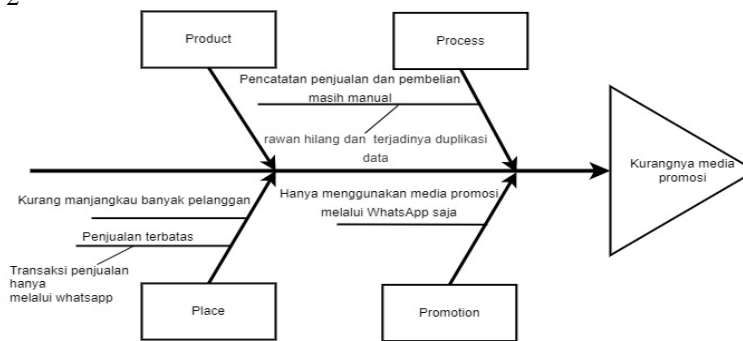 2
Product
Process
Pencatatan penjualan dan pembelian
masih manual
rawan hilang dan terjadinya duplikasi
data
Kurangnya media
promosi
Kurang manjangkau banyak pelanggan
Hanya menggunakan media promosi
melalui WhatsApp saja
Penjualan terbatas
Transaksi penjualan
hanya
melalui whatsapp
Place
Promotion